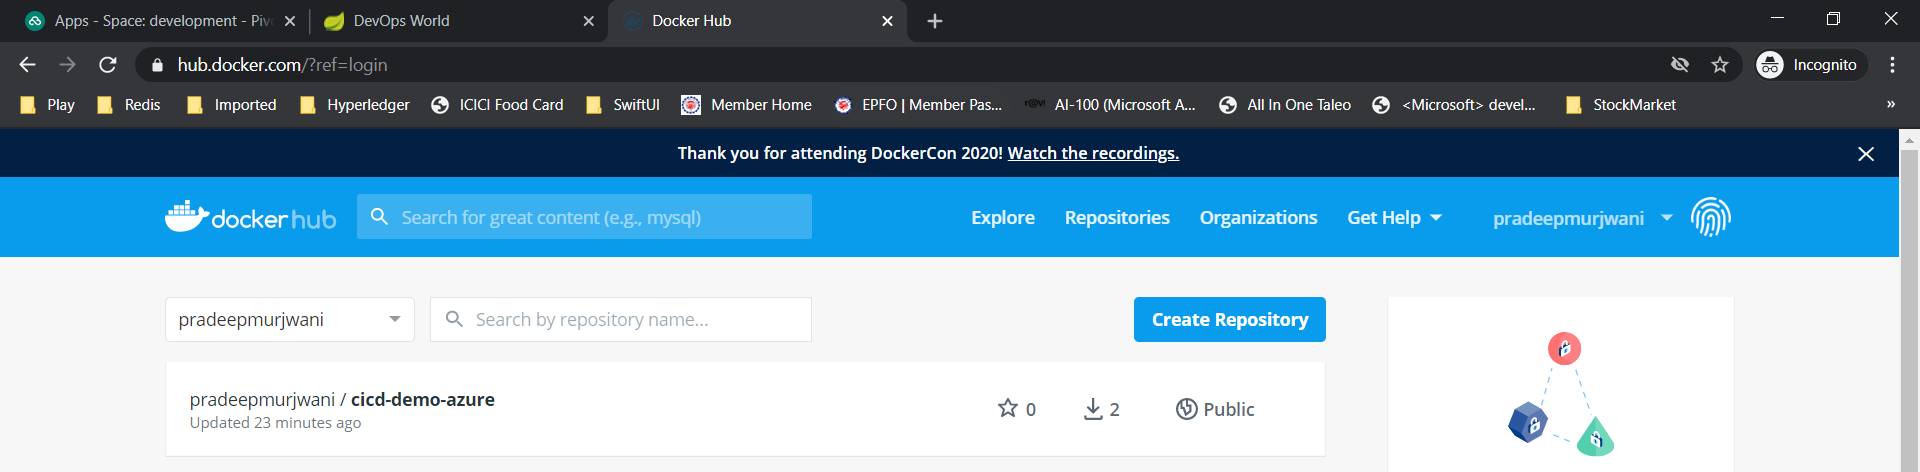 Apps - Space: development - Piv
DevOps World
Docker Hub
hub.docker.com/?ref=login
Incognito
Play
Redis
Imported
Hyperledger
ICICI Food Card
SwiftUI
Member Home
EPFO | Member Pas...
AI-100 (Microsoft A...
All In One Taleo
<Microsoft> devel...
StockMarket
»
Thank you for attending DockerCon 2020! Watch the recordings.
docker hub
Search for great content (e.g., mysql)
Explore
Repositories
Organizations
Get Help
pradeepmurjwani
pradeepmurjwani
Search by repository name...
Create Repository
pradeepmurjwani / cicd-demo-azure
0
2
Public
Updated 23 minutes ago